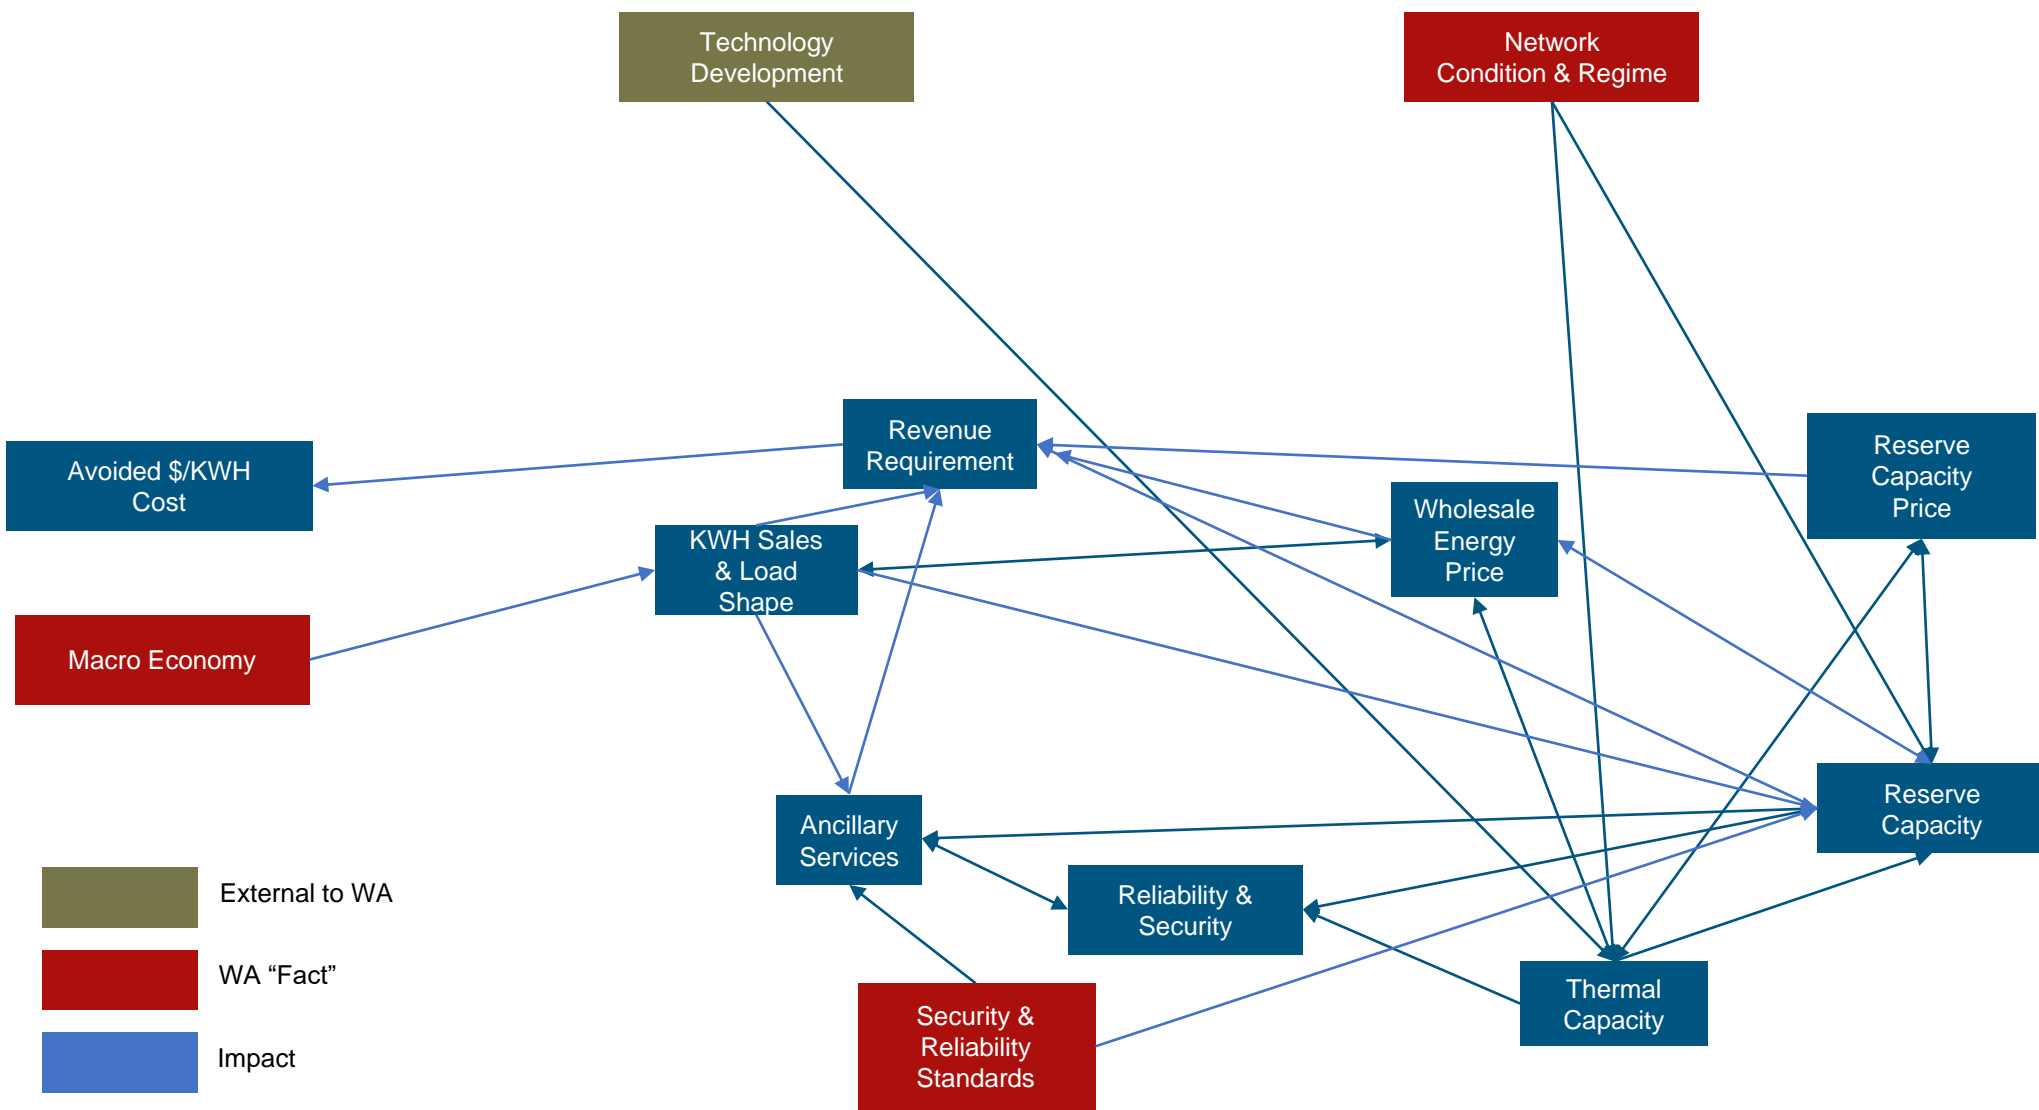 Technology
Development
Network
Condition & Regime
Revenue
Requirement
Reserve
Capacity
Price
Avoided $/KWH
Cost
Wholesale
Energy
Price
KWH Sales
& Load
Shape
Macro Economy
Reserve
Capacity
Ancillary
Services
Reliability &
Security
Thermal
Capacity
Security &
Reliability
Standards
External to WA
WA “Fact”
Impact